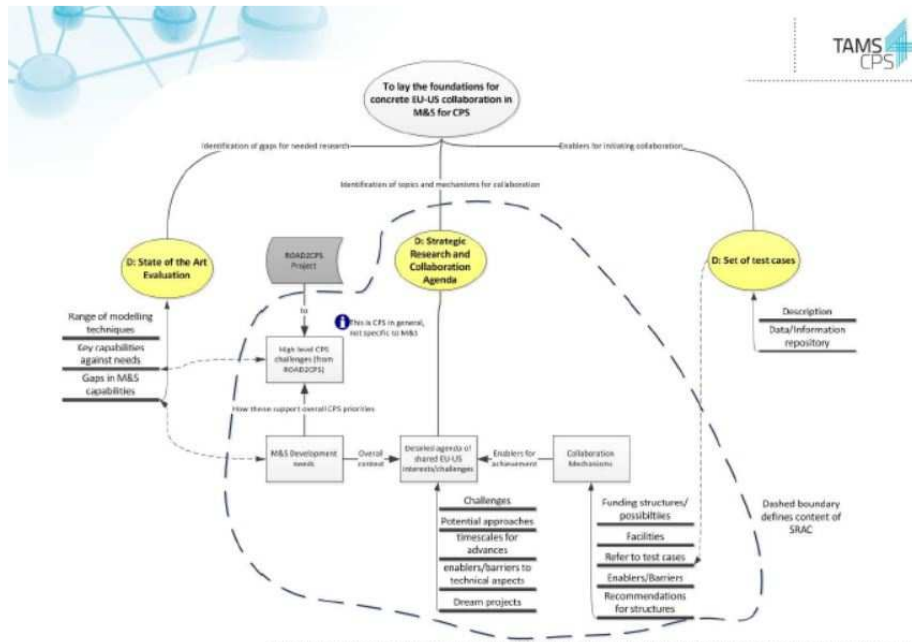 TAMS
CPS
4
To lay the foundations for
concrete EU-US collaboration in
M&S for CPS
Identification of gaps for needed research
Enablers for initiating collaboration
Identification of topics and mechanisms for collaboration
D: State of the Art
Evaluation
ROAD2CPS
Project
D: Strategic
Research and
Collaboration
Agenda
D: Set of test cases
to
This is CPS in general,
not specific to M&S
Range of modelling
techniques
Key capabilities
against needs
Gaps in M&S
capabilities
High level CPS
challenges (from
ROAD2CPS)
Description
Data/Information
repository
How these support overall CPS priorities
M&S Development
needs
Overall
context
Detailed agenda of
shared EU-US
interests/challenges
Enablers for
achievement
Collaboration
Mechanisms
Challenges
Potential approaches
timescales for
advances
enablers/barriers to
technical aspects
Dream projects
Funding structures/
possibilities
Facilities
Refer to test cases
Enablers/Barriers
Recommendations
for structures
Dashed boundary
defines content of
SRAC